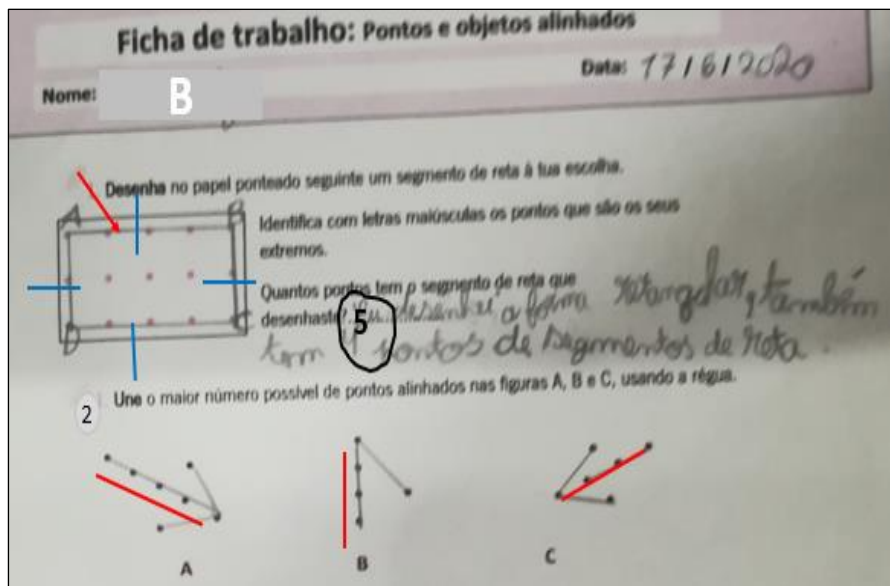 Ficha de trabalho: Pontos e objetos alinhados
Nome: B Data: 17/6/2020
Desenha no papel ponteado seguinte um segmento de reta à tua escolha.
A B
Identifica com letras maiúsculas os pontos que são os seus
extremos.
Quantos pontos tem o segmento de reta que
desenhaste? Eu desenhei a forma retangular, também
D C
tem 5 pontos de segmentos de reta.
2 Une o maior número possível de pontos alinhados nas figuras A, B e C, usando a régua.
A B C